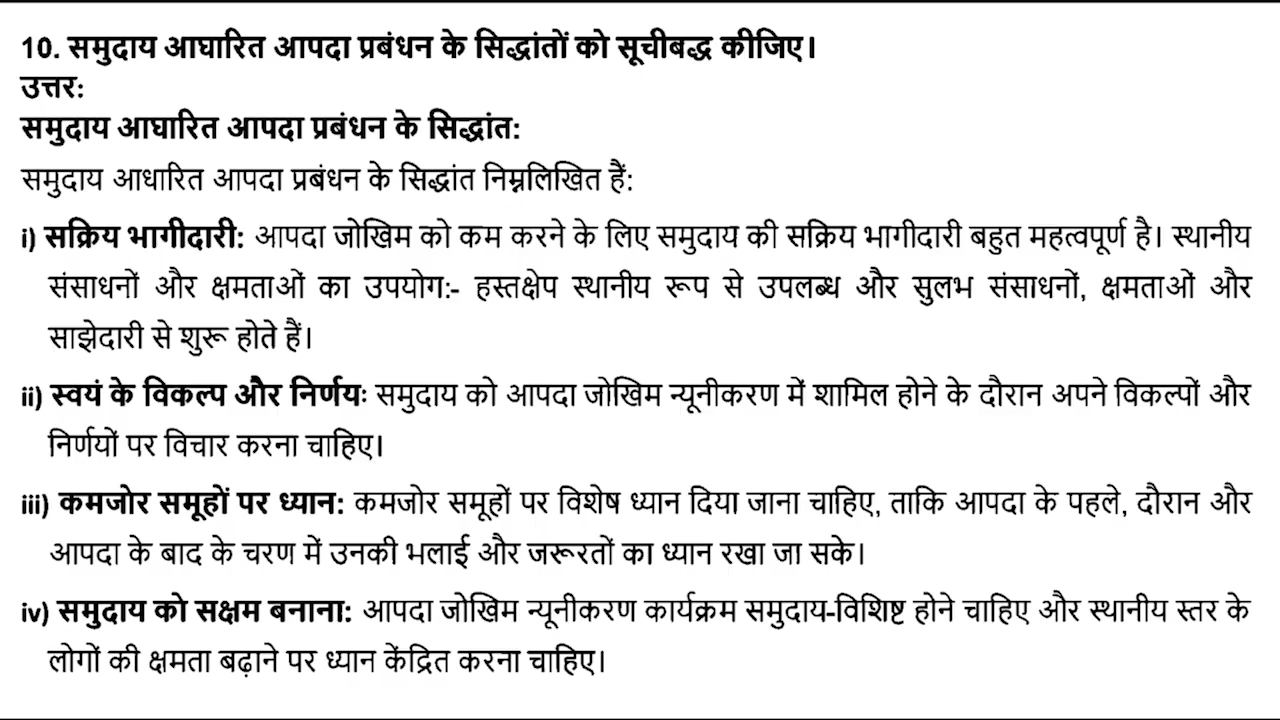 10. समुदाय आघारित आपदा प्रबंधन के सिद्धांतों को सूचीबद्ध कीजिए।
उत्तरः
समुदाय आघारित आपदा प्रबंधन के सिद्धांत:
समुदाय आधारित आपदा प्रबंधन के सिद्धांत निम्नलिखित हैं:
i) सक्रिय भागीदारी: आपदा जोखिम को कम करने के लिए समुदाय की सक्रिय भागीदारी बहुत महत्वपूर्ण है। स्थानीय
संसाधनों और क्षमताओं का उपयोग:- हस्तक्षेप स्थानीय रूप से उपलब्ध और सुलभ संसाधनों, क्षमताओं और
साझेदारी से शुरू होते हैं।
ii) स्वयं के विकल्प और निर्णयः समुदाय को आपदा जोखिम न्यूनीकरण में शामिल होने के दौरान अपने विकल्पों और
निर्णयों पर विचार करना चाहिए।
iii) कमजोर समूहों पर ध्यान: कमजोर समूहों पर विशेष ध्यान दिया जाना चाहिए, ताकि आपदा के पहले, दौरान और
आपदा के बाद के चरण में उनकी भलाई और जरूरतों का ध्यान रखा जा सके।
iv) समुदाय को सक्षम बनाना: आपदा जोखिम न्यूनीकरण कार्यक्रम समुदाय-विशिष्ट होने चाहिए और स्थानीय स्तर के
लोगों की क्षमता बढ़ाने पर ध्यान केंद्रित करना चाहिए।